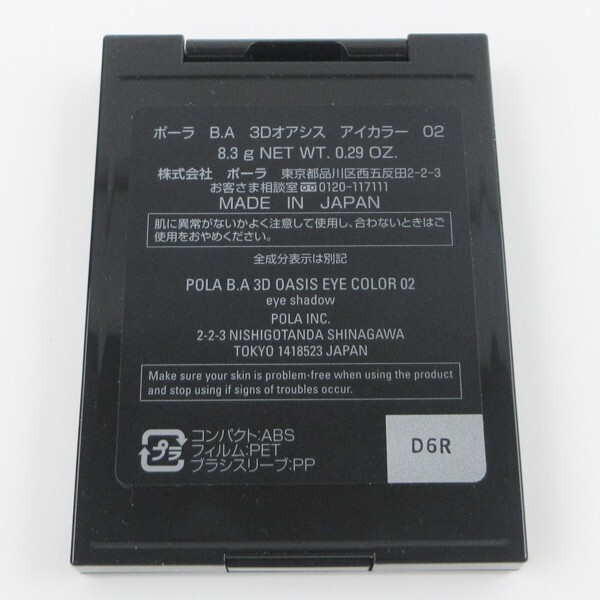 ポーラ B.A 3Dオアシス アイカラー 02
8.3 g NET WT. 0.29 OZ.
株式会社 ポーラ 東京都品川区西五反田2-2-3
お客さま相談室 0120-117111
MADE IN JAPAN
肌に異常がないかよく注意して使用し、合わないときはご
使用をおやめください。
全成分表示は別記
POLA B.A 3D OASIS EYE COLOR 02
eye shadow
POLA INC.
2-2-3 NISHIGOTANDA SHINAGAWA
TOKYO 1418523 JAPAN
Make sure your skin is problem-free when using the product
and stop using if signs of troubles occur.
プラ
コンパクト:ABS
フィルム:PET
ブラシスリーブ:PP
D6R